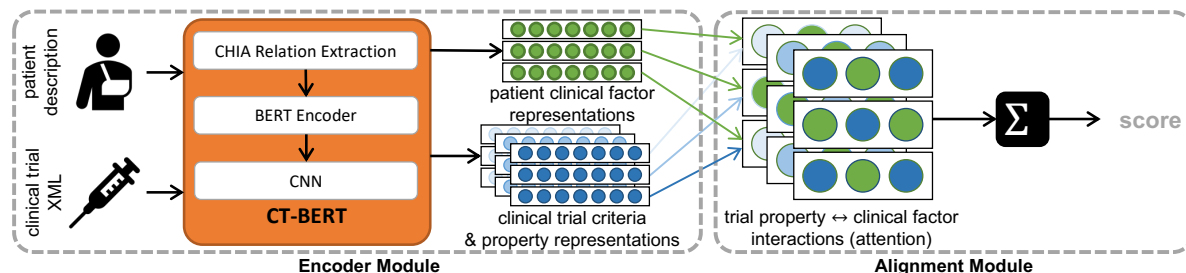 patient
description
clinical trial
XML
CHIA Relation Extraction
BERT Encoder
CNN
CT-BERT
patient clinical factor
representations
clinical trial criteria
& property representations
Encoder Module
trial property ↔ clinical factor
interactions (attention)
Σ
score
Alignment Module